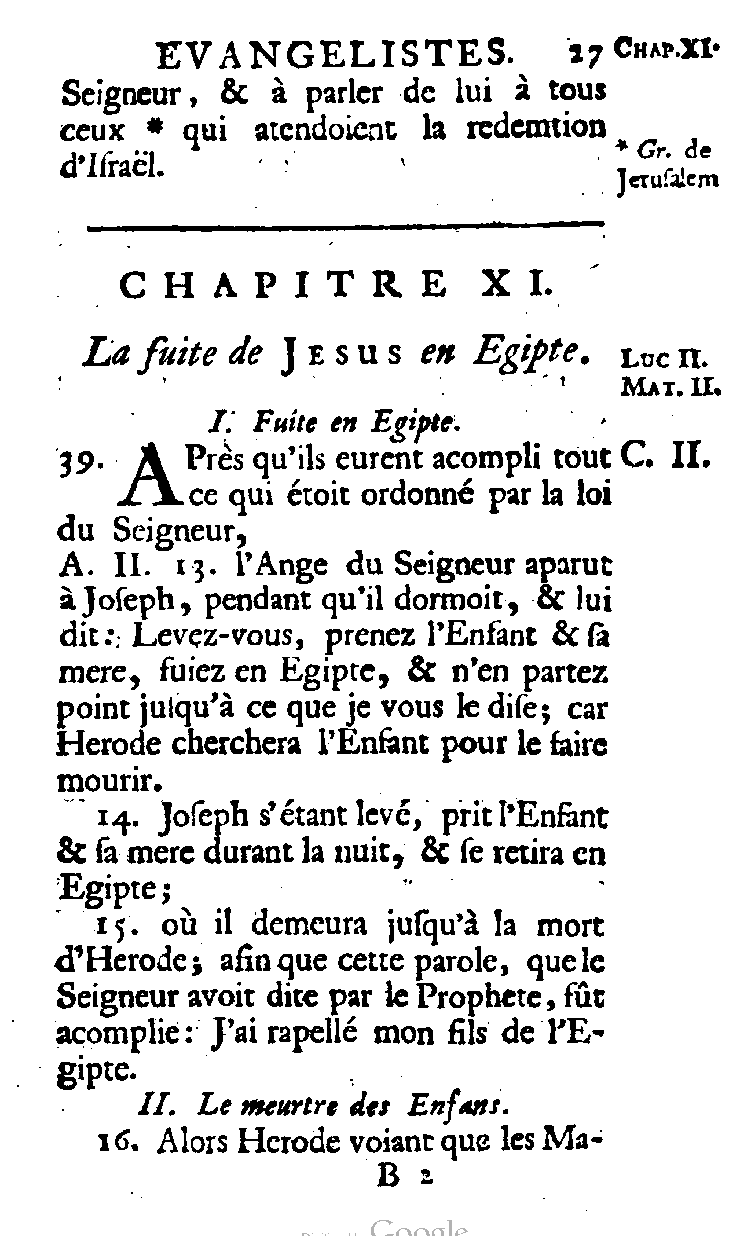 EVANGELISTES. 27 CHAP.XI.
Seigneur, & à parler de lui à tous
ceux * qui atendoient la redemtion
d'Iſraël.
* Gr. de
Jeruſalem
CHAPITRE XI.
La fuite de JESUS en Egipte.
LUC II.
MAT. II.
I. Fuite en Egipte.
39. APrès qu'ils eurent acompli tout C. II.
ce qui étoit ordonné par la loi
du Seigneur,
A. II. 13. l'Ange du Seigneur aparut
à Joſeph, pendant qu'il dormoit, & lui
dit: Levez-vous, prenez l'Enfant & ſa
mere, fuiez en Egipte, & n'en partez
point juſqu'à ce que je vous le diſe; car
Herode cherchera l'Enfant pour le faire
mourir.
14. Joſeph s'étant levé, prit l'Enfant
& ſa mere durant la nuit, & ſe retira en
Egipte;
15. où il demeura juſqu'à la mort
d'Herode; afin que cette parole, que le
Seigneur avoit dite par le Prophete, fût
acomplie: J'ai rapellé mon fils de l'E-
gipte.
II. Le meurtre des Enfans.
16. Alors Herode voiant que les Ma-
B 2
Google